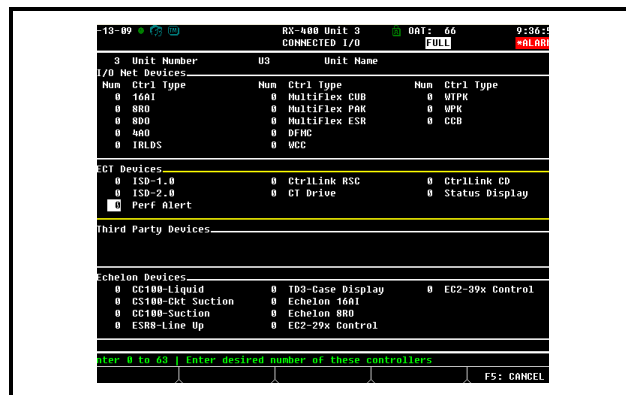 -13-09 RX-400 Unit 3 OAT: 66 9:36:
CONNECTED I/O FULL *ALAR
3 Unit Number U3 Unit Name
I/O Net Devices
Num Ctrl Type Num Ctrl Type Num Ctrl Type
0 16AI 0 MultiFlex CUB 0 WTPK
0 8RO 0 MultiFlex PAK 0 WPK
0 8DO 0 MultiFlex ESR 0 CCB
0 4AO 0 DFMC
0 IRLDS 0 WCC
ECT Devices
0 ISD-1.0 0 CtrlLink RSC 0 CtrlLink CD
0 ISD-2.0 0 CT Drive 0 Status Display
0 Perf Alert
Third Party Devices
Echelon Devices
0 CC100-Liquid 0 TD3-Case Display 0 EC2-39x Control
0 CS100-Ckt Suction 0 Echelon 16AI
0 CC100-Suction 0 Echelon 8RO
0 ESR8-Line Up 0 EC2-29x Control
nter 0 to 63 | Enter desired number of these controllers
F5: CANCEL